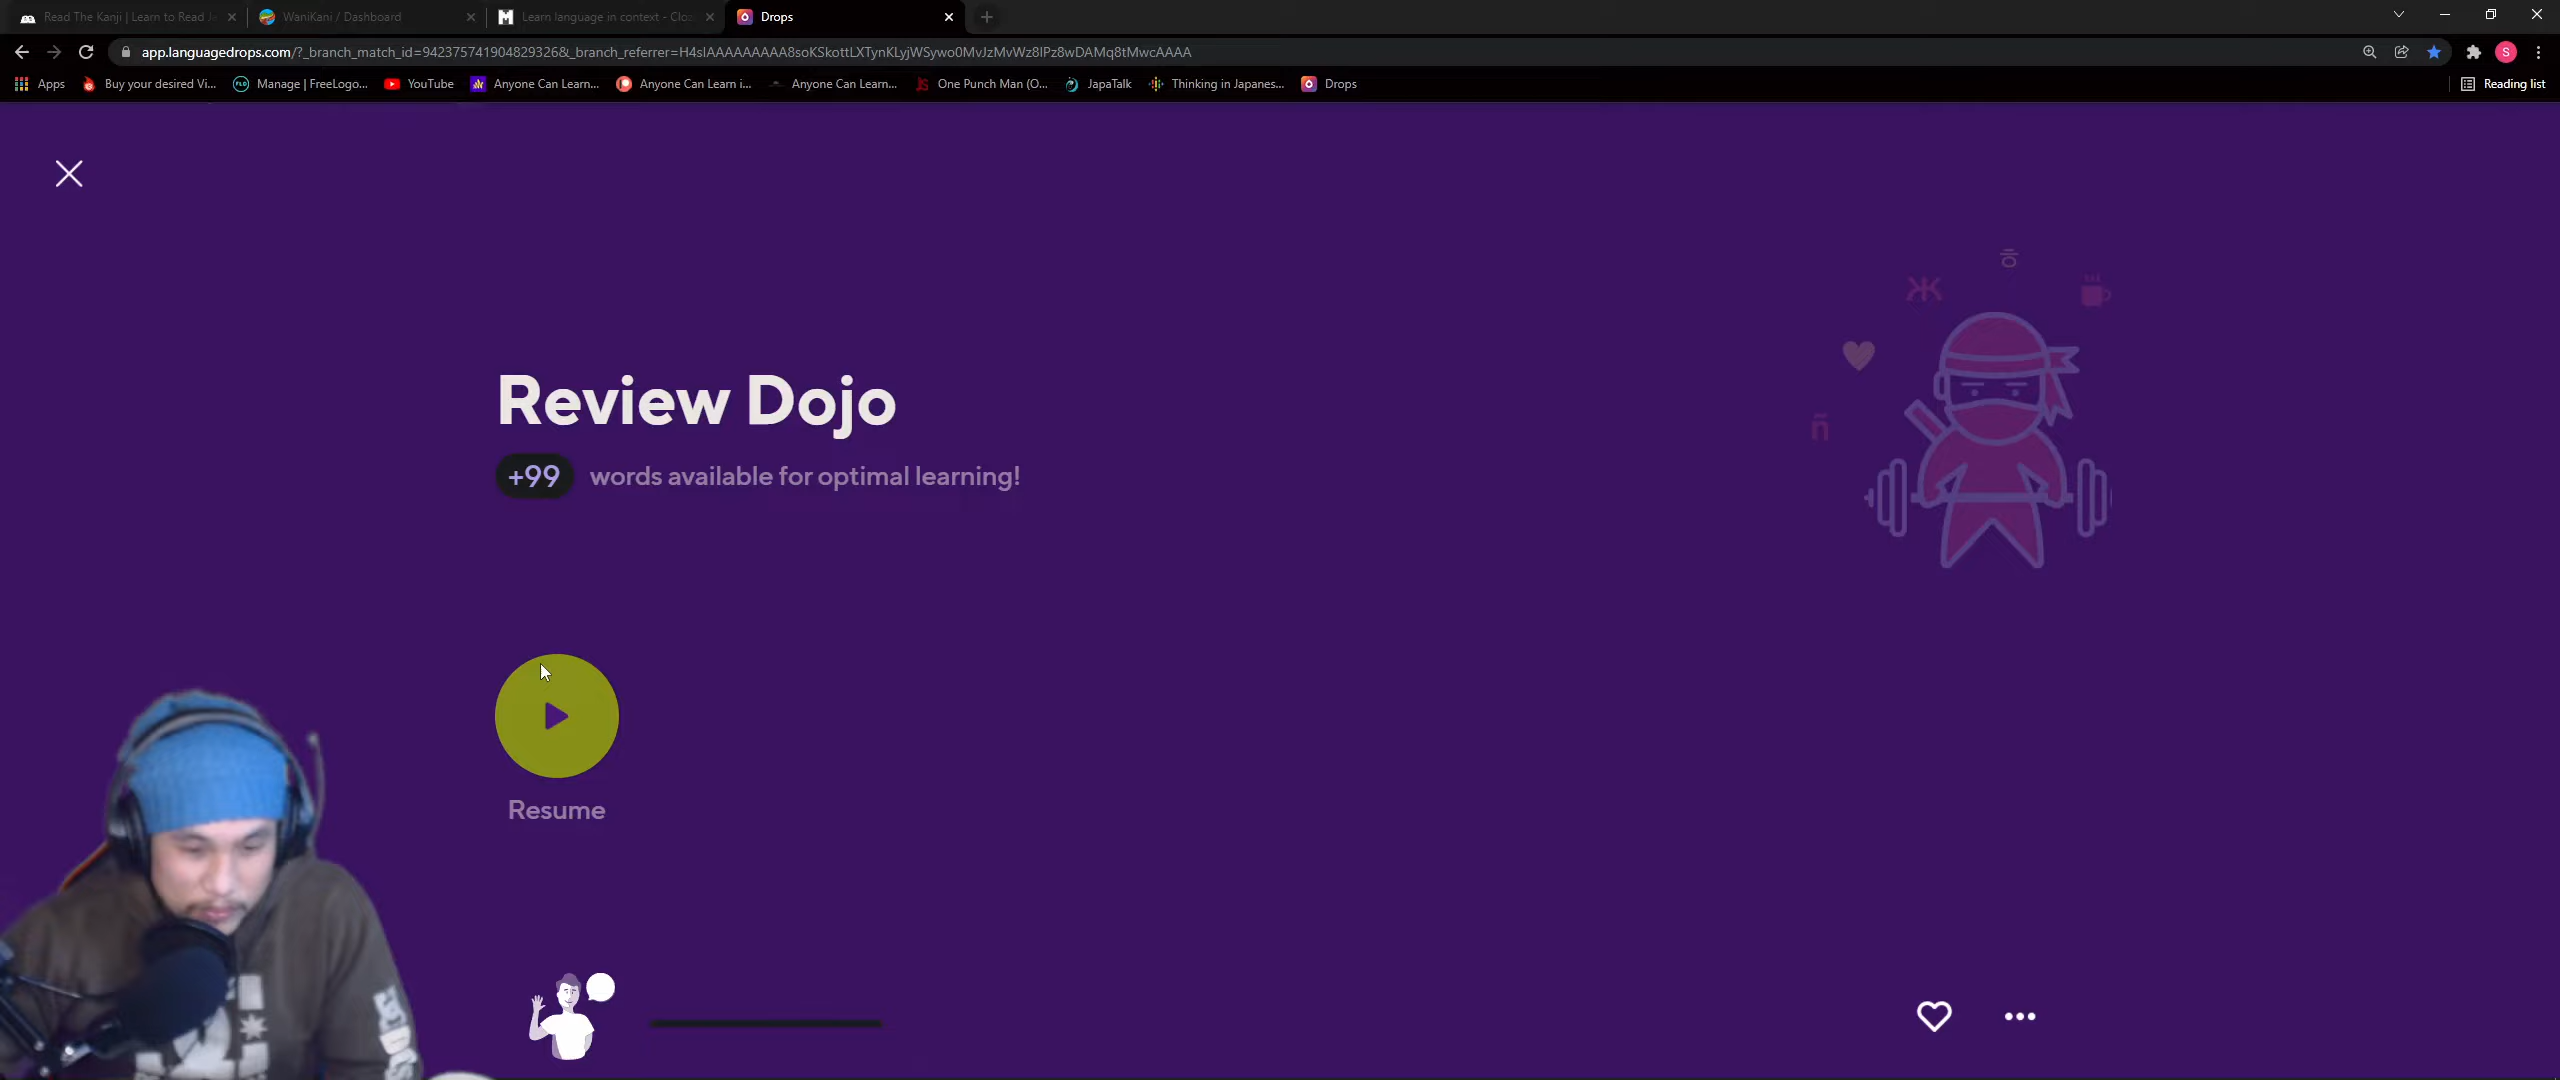 Read The Kanji | Learn to Read Ja
WaniKani / Dashboard
Learn language in context - Cloz
Drops
app.languagedrops.com/?_branch_match_id=942375741904829326&_branch_referrer=H4sIAAAAAAAAA8soKSkottLXTynKLyjWSywo0MvJzMvWz8lPz8wDAMq8tMwcAAAA
S
Apps
Buy your desired Vi...
Manage | FreeLogo...
YouTube
Anyone Can Learn...
Anyone Can Learn i...
Anyone Can Learn...
One Punch Man (O...
JapaTalk
Thinking in Japanes...
Drops
Reading list
ㅎ
Ж
ñ
Review Dojo
+99 words available for optimal learning!
Resume